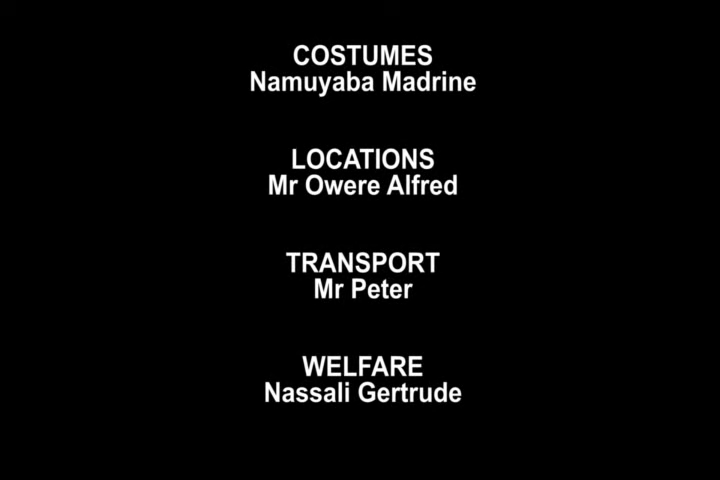 COSTUMES
Namuyaba Madrine
LOCATIONS
Mr Owere Alfred
TRANSPORT
Mr Peter
WELFARE
Nassali Gertrude